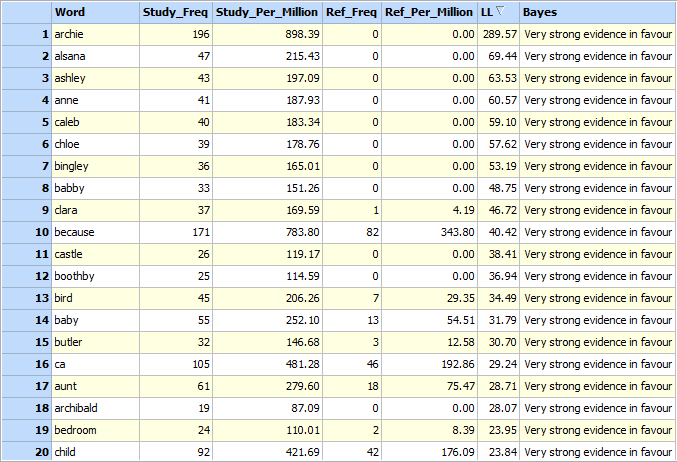 Word Study_Freq Study_Per_Million Ref_Freq Ref_Per_Million LL Bayes
1 archie 196 898.39 0 0.00 289.57 Very strong evidence in favour
2 alsana 47 215.43 0 0.00 69.44 Very strong evidence in favour
3 ashley 43 197.09 0 0.00 63.53 Very strong evidence in favour
4 anne 41 187.93 0 0.00 60.57 Very strong evidence in favour
5 caleb 40 183.34 0 0.00 59.10 Very strong evidence in favour
6 chloe 39 178.76 0 0.00 57.62 Very strong evidence in favour
7 bingley 36 165.01 0 0.00 53.19 Very strong evidence in favour
8 babby 33 151.26 0 0.00 48.75 Very strong evidence in favour
9 clara 37 169.59 1 4.19 46.72 Very strong evidence in favour
10 because 171 783.80 82 343.80 40.42 Very strong evidence in favour
11 castle 26 119.17 0 0.00 38.41 Very strong evidence in favour
12 boothby 25 114.59 0 0.00 36.94 Very strong evidence in favour
13 bird 45 206.26 7 29.35 34.49 Very strong evidence in favour
14 baby 55 252.10 13 54.51 31.79 Very strong evidence in favour
15 butler 32 146.68 3 12.58 30.70 Very strong evidence in favour
16 ca 105 481.28 46 192.86 29.24 Very strong evidence in favour
17 aunt 61 279.60 18 75.47 28.71 Very strong evidence in favour
18 archibald 19 87.09 0 0.00 28.07 Very strong evidence in favour
19 bedroom 24 110.01 2 8.39 23.95 Very strong evidence in favour
20 child 92 421.69 42 176.09 23.84 Very strong evidence in favour